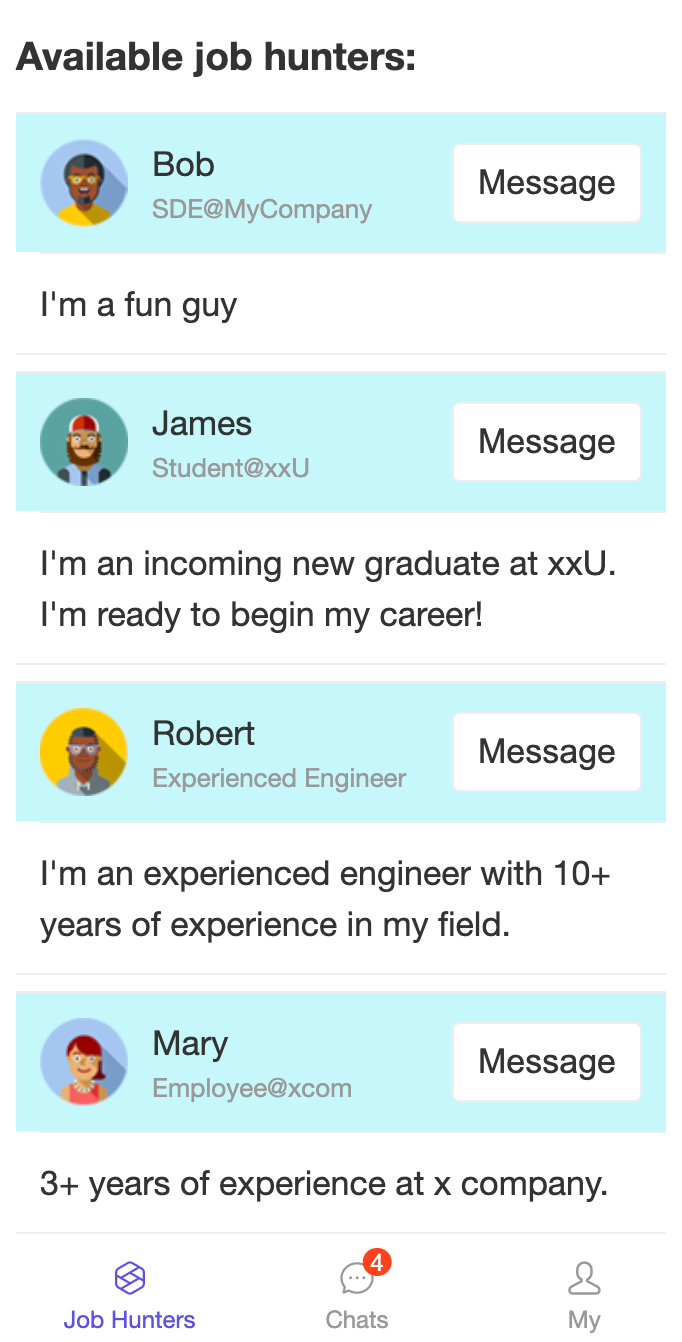 Available job hunters:
Bob
SDE@MyCompany
Message
I'm a fun guy
James
Student@xxU
Message
I'm an incoming new graduate at xxU.
I'm ready to begin my career!
Robert
Experienced Engineer
Message
I'm an experienced engineer with 10+
years of experience in my field.
Mary
Employee@xcom
Message
3+ years of experience at x company.
4
Job Hunters
Chats
My